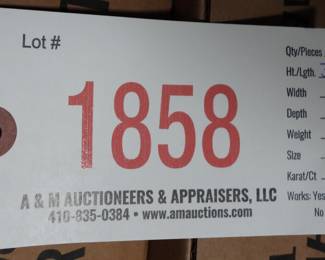 Lot #
1858
A & M AUCTIONEERS & APPRAISERS, LLC
410-835-0384 • www.amauctions.com
Qty/Pieces
Ht./Lgth.
Width
Depth
Weight
Size
Karat/Ct
Works: Yes
No